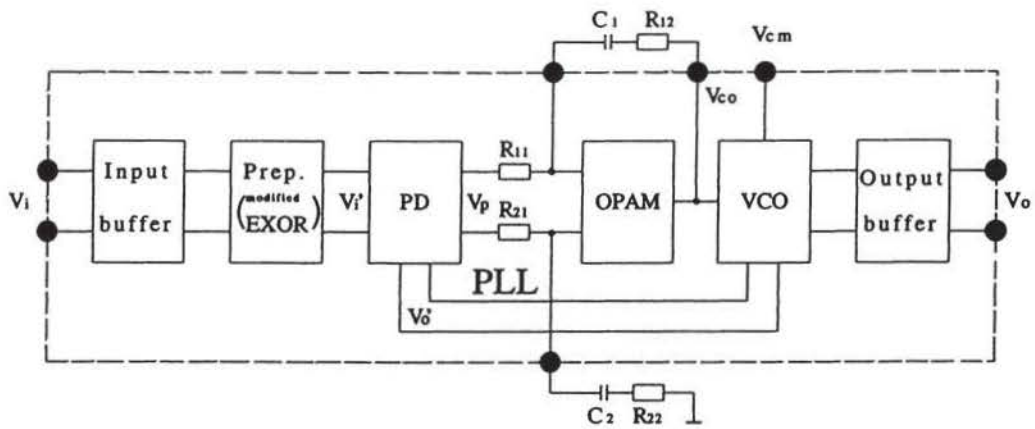 C1 R12
Vcm
Vco
Vi
Input
buffer
Prep.
(modified
EXOR)
Vi'
PD
Vp
R11
R21
OPAM
VCO
Output
buffer
Vo
PLL
Vo'
C2 R22